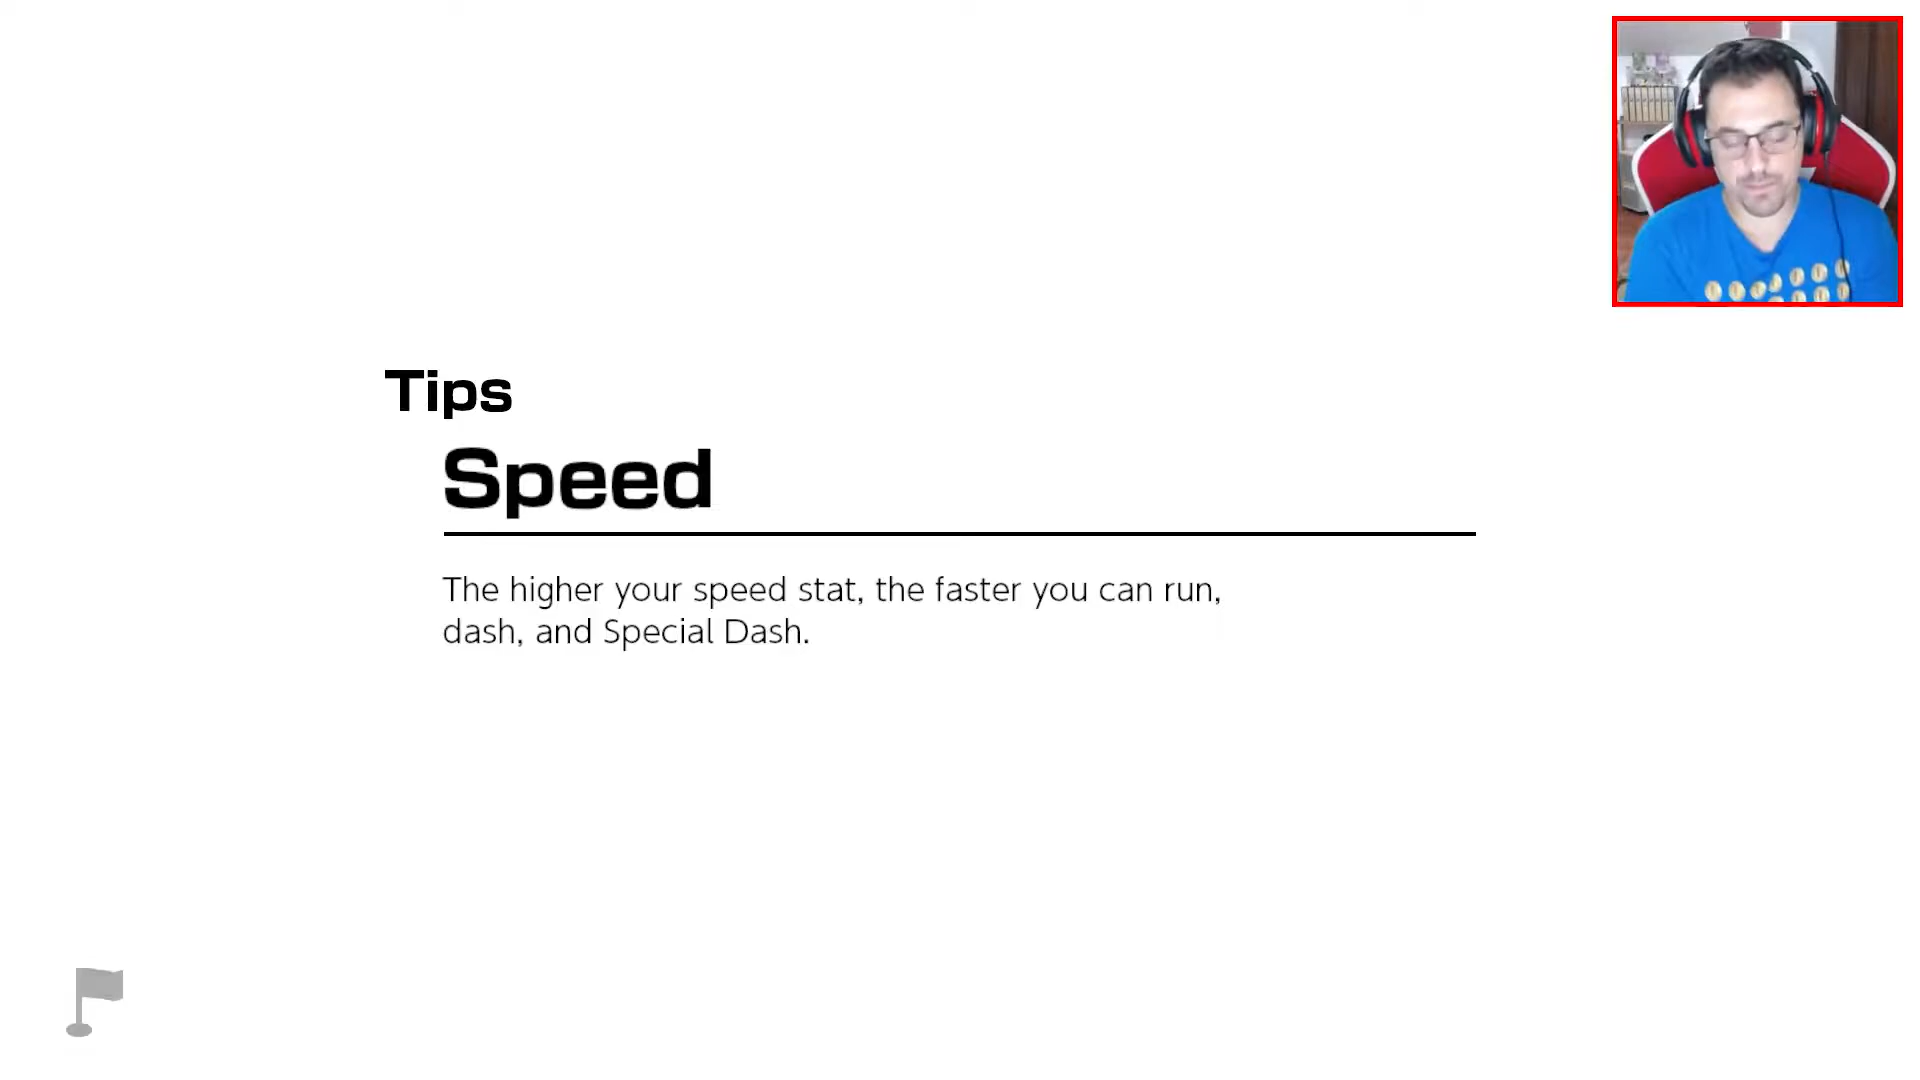 Tips
Speed
The higher your speed stat, the faster you can run,
dash, and Special Dash.